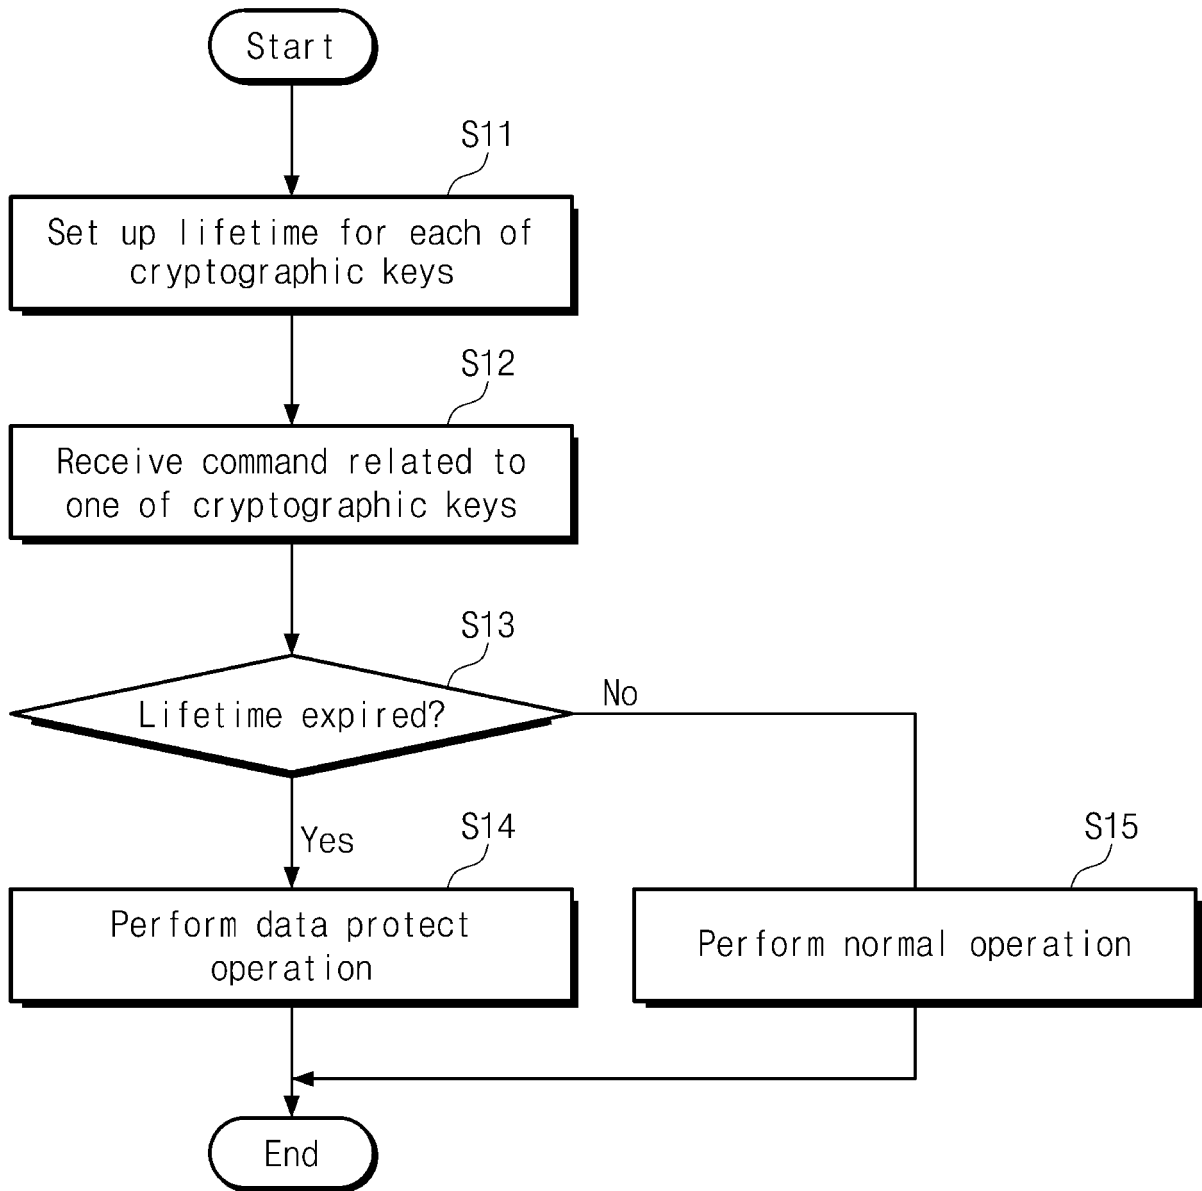 Start
S11
Set up lifetime for each of
cryptographic keys
S12
Receive command related to
one of cryptographic keys
S13
Lifetime expired?
No
Yes
S14
Perform data protect
operation
S15
Perform normal operation
End